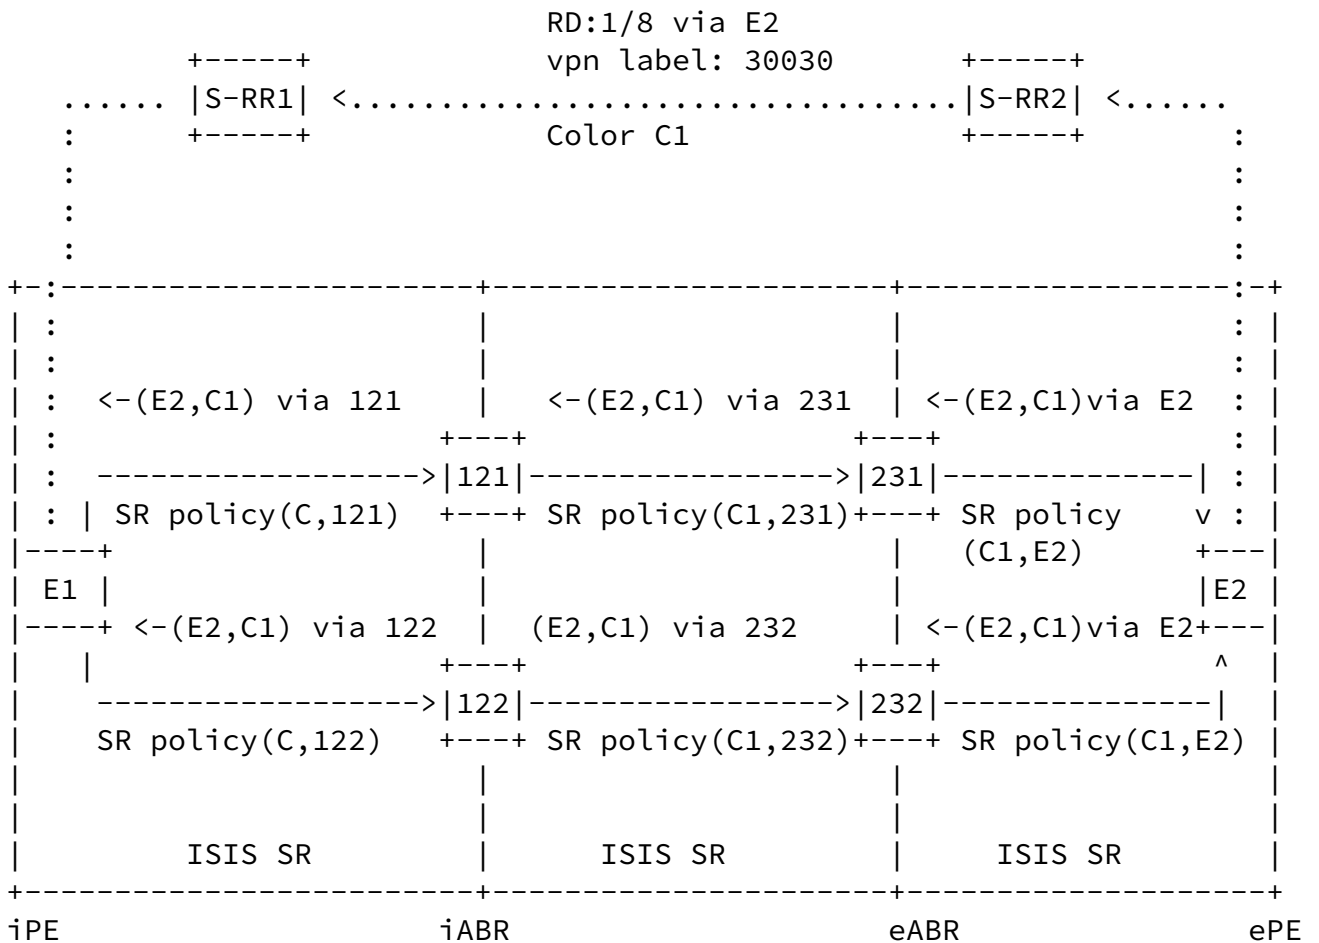 RD:1/8 via E2
+-----+ vpn label: 30030 +-----+
...... |S-RR1| <..................................|S-RR2| <......
: +-----+ Color C1 +-----+ :
: :
: :
: :
+-:-----------------------+----------------------+------------------:-+
| : | | : |
| : | | : |
| : <-(E2,C1) via 121 | <-(E2,C1) via 231 | <-(E2,C1)via E2 : |
| : +---+ +---+ : |
| : ------------------>|121|----------------->|231|--------------| : |
| : | SR policy(C,121) +---+ SR policy(C1,231)+---+ SR policy v : |
|----+ | | (C1,E2) +---|
| E1 | | | |E2 |
|----+ <-(E2,C1) via 122 | (E2,C1) via 232 | <-(E2,C1)via E2+---|
| | +---+ +---+ ^ |
| ------------------>|122|----------------->|232|---------------| |
| SR policy(C,122) +---+ SR policy(C1,232)+---+ SR policy(C1,E2) |
| | | |
| | | |
| ISIS SR | ISIS SR | ISIS SR |
+-------------------------+----------------------+--------------------+
iPE iABR eABR ePE